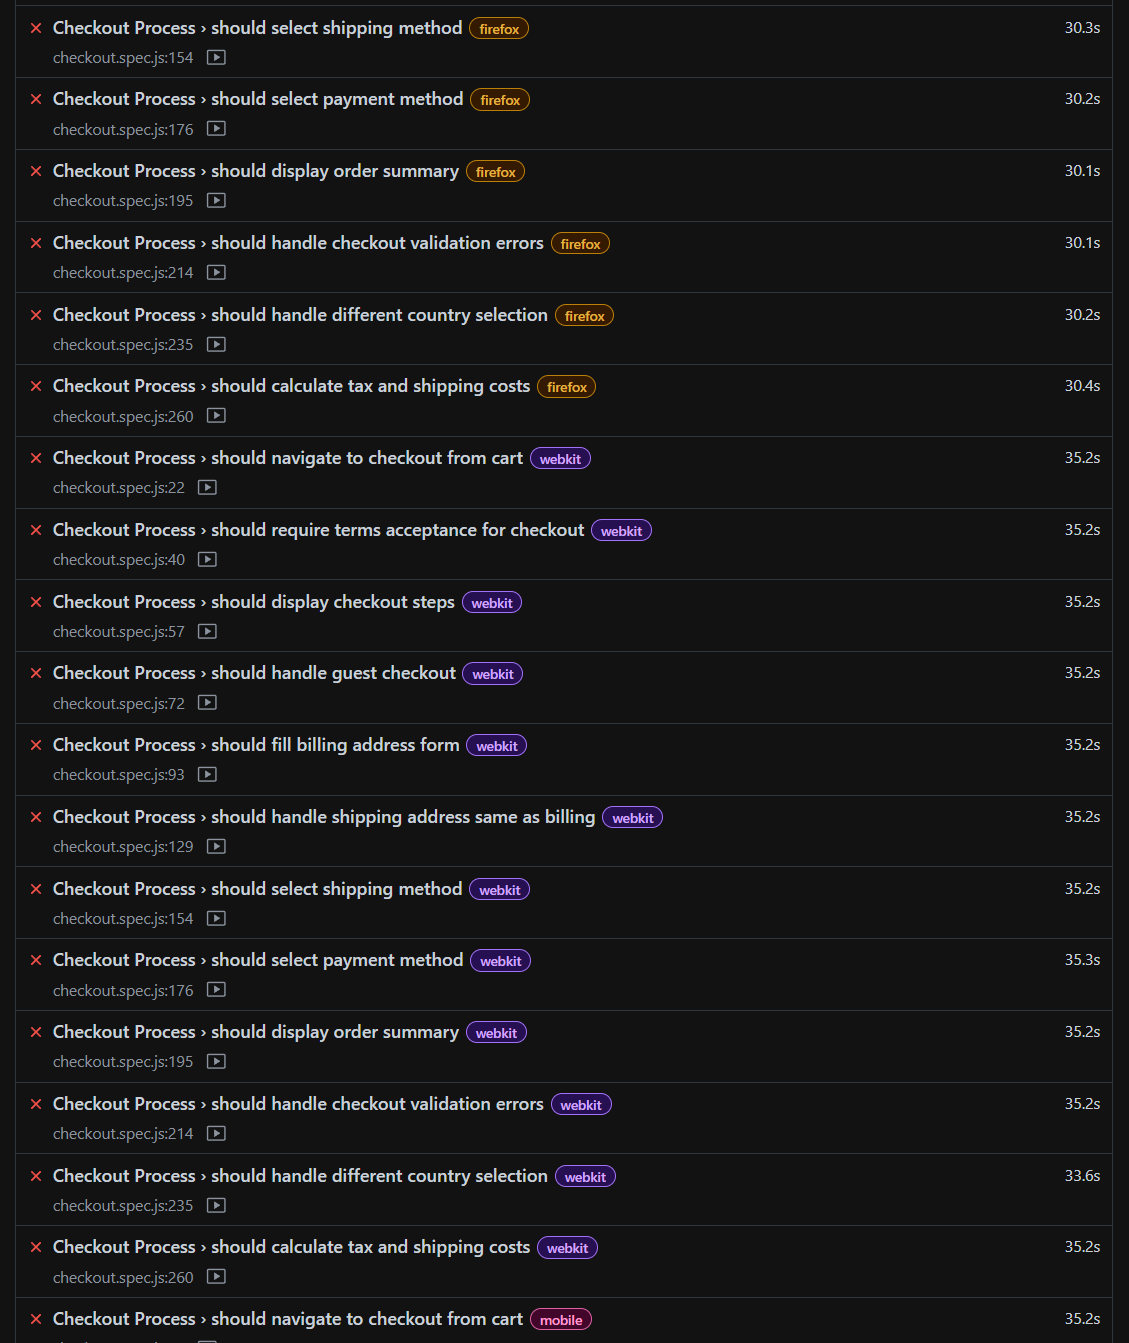 Checkout Process › should select shipping method firefox 30.3s
checkout.spec.js:154
Checkout Process › should select payment method firefox 30.2s
checkout.spec.js:176
Checkout Process › should display order summary firefox 30.1s
checkout.spec.js:195
Checkout Process › should handle checkout validation errors firefox 30.1s
checkout.spec.js:214
Checkout Process › should handle different country selection firefox 30.2s
checkout.spec.js:235
Checkout Process › should calculate tax and shipping costs firefox 30.4s
checkout.spec.js:260
Checkout Process › should navigate to checkout from cart webkit 35.2s
checkout.spec.js:22
Checkout Process › should require terms acceptance for checkout webkit 35.2s
checkout.spec.js:40
Checkout Process › should display checkout steps webkit 35.2s
checkout.spec.js:57
Checkout Process › should handle guest checkout webkit 35.2s
checkout.spec.js:72
Checkout Process › should fill billing address form webkit 35.2s
checkout.spec.js:93
Checkout Process › should handle shipping address same as billing webkit 35.2s
checkout.spec.js:129
Checkout Process › should select shipping method webkit 35.2s
checkout.spec.js:154
Checkout Process › should select payment method webkit 35.3s
checkout.spec.js:176
Checkout Process › should display order summary webkit 35.2s
checkout.spec.js:195
Checkout Process › should handle checkout validation errors webkit 35.2s
checkout.spec.js:214
Checkout Process › should handle different country selection webkit 33.6s
checkout.spec.js:235
Checkout Process › should calculate tax and shipping costs webkit 35.2s
checkout.spec.js:260
Checkout Process › should navigate to checkout from cart mobile 35.2s